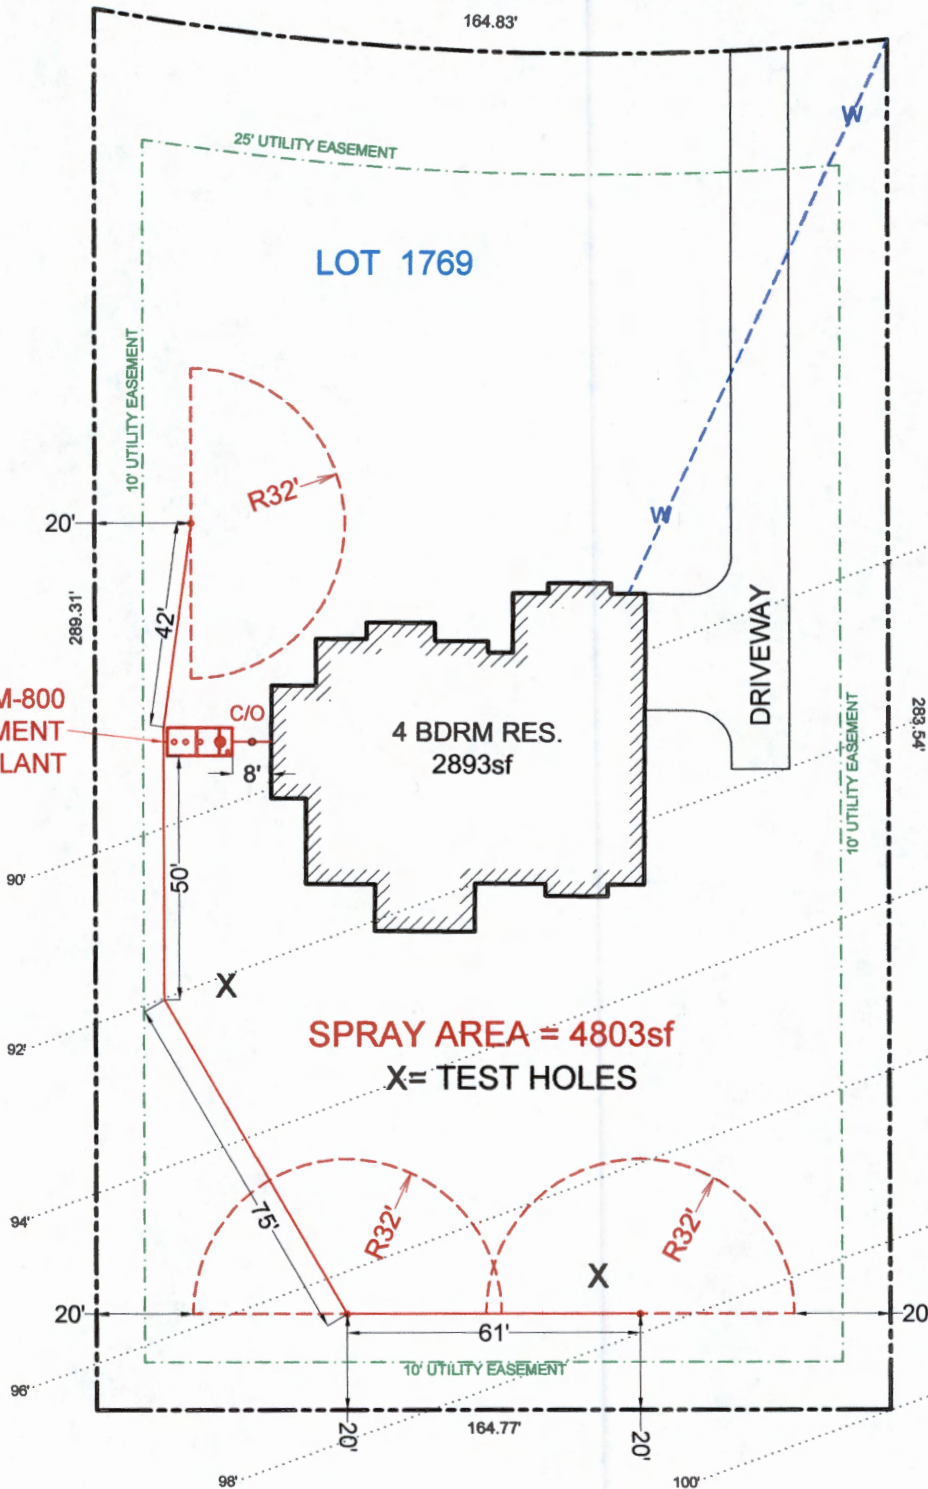 164.83'
W
25' UTILITY EASEMENT
LOT 1769
10' UTILITY EASEMENT
R32'
W
20'
289.31'
42'
DRIVEWAY
M-800
MENT
LANT
C/O
8'
4 BDRM RES.
2893sf
283.54'
10' UTILITY EASEMENT
90'
50'
X
SPRAY AREA = 4803sf
X= TEST HOLES
92'
94'
75'
R32'
R32'
X
20'
61'
20
10' UTILITY EASEMENT
96'
164.77'
20'
20'
98'
100'